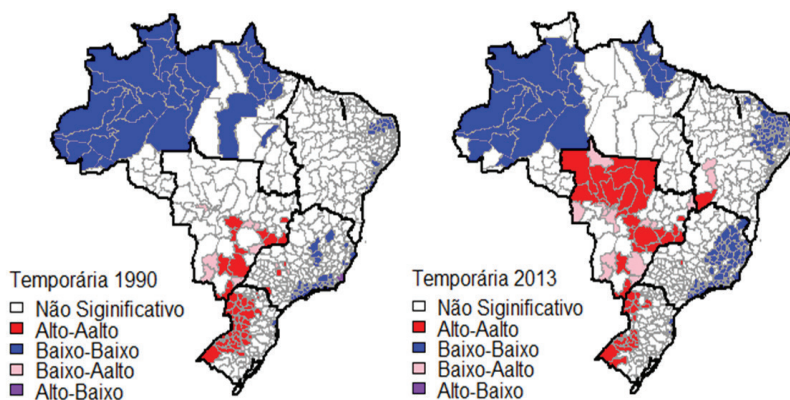 Temporária 1990
Não Siginificativo
Alto-Aalto
Baixo-Baixo
Baixo-Aalto
Alto-Baixo
Temporária 2013
Não Siginificativo
Alto-Aalto
Baixo-Baixo
Baixo-Aalto
Alto-Baixo